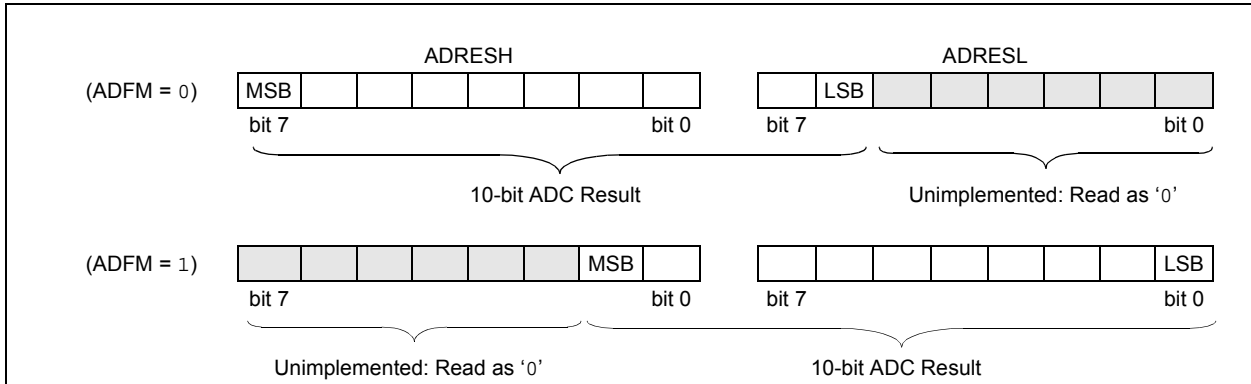 ADRESH ADRESL
(ADFM = 0) MSB LSB
bit 7 bit 0 bit 7 bit 0
10-bit ADC Result Unimplemented: Read as ‘0’
(ADFM = 1) MSB LSB
bit 7 bit 0 bit 7 bit 0
Unimplemented: Read as ‘0’ 10-bit ADC Result